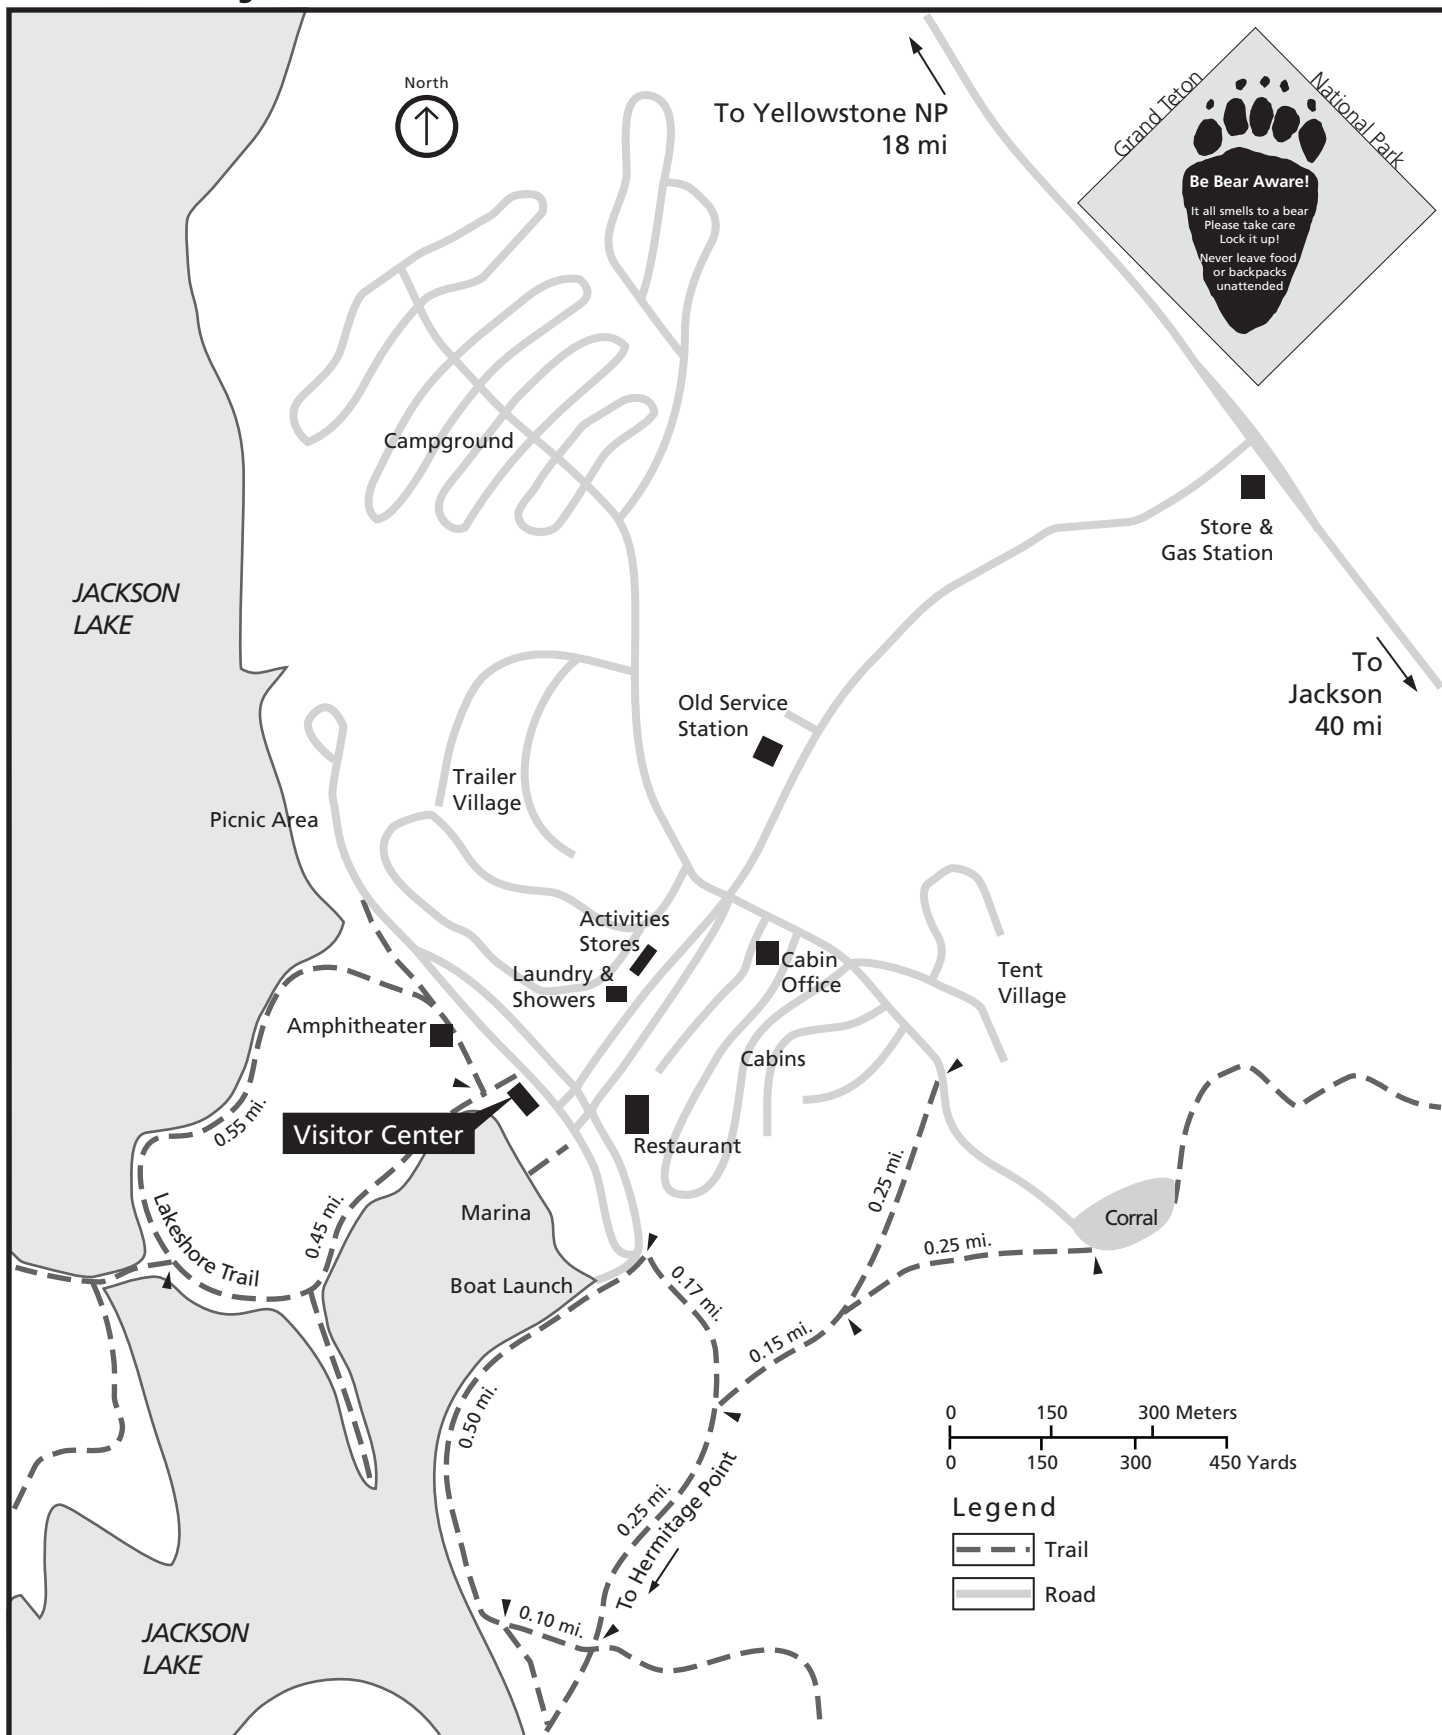 North
To Yellowstone NP
18 mi
Grand Teton
National Park
Be Bear Aware!
It all smells to a bear
Please take care
Lock it up!
Never leave food
or backpacks
unattended
Campground
Store &
Gas Station
JACKSON
LAKE
To
Jackson
40 mi
Old Service
Station
Trailer
Village
Picnic Area
Activities
Stores
Laundry &
Showers
Cabin
Office
Tent
Village
Amphitheater
Cabins
0.55 mi.
Visitor Center
Restaurant
0.25 mi.
Lakeshore Trail
0.45 mi.
Marina
Corral
0.25 mi.
Boat Launch
0.17 mi.
0.15 mi.
0.50 mi.
0 150 300 Meters
0 150 300 450 Yards
0.25 mi.
To Hermitage Point
Legend
Trail
Road
0.10 mi.
JACKSON
LAKE